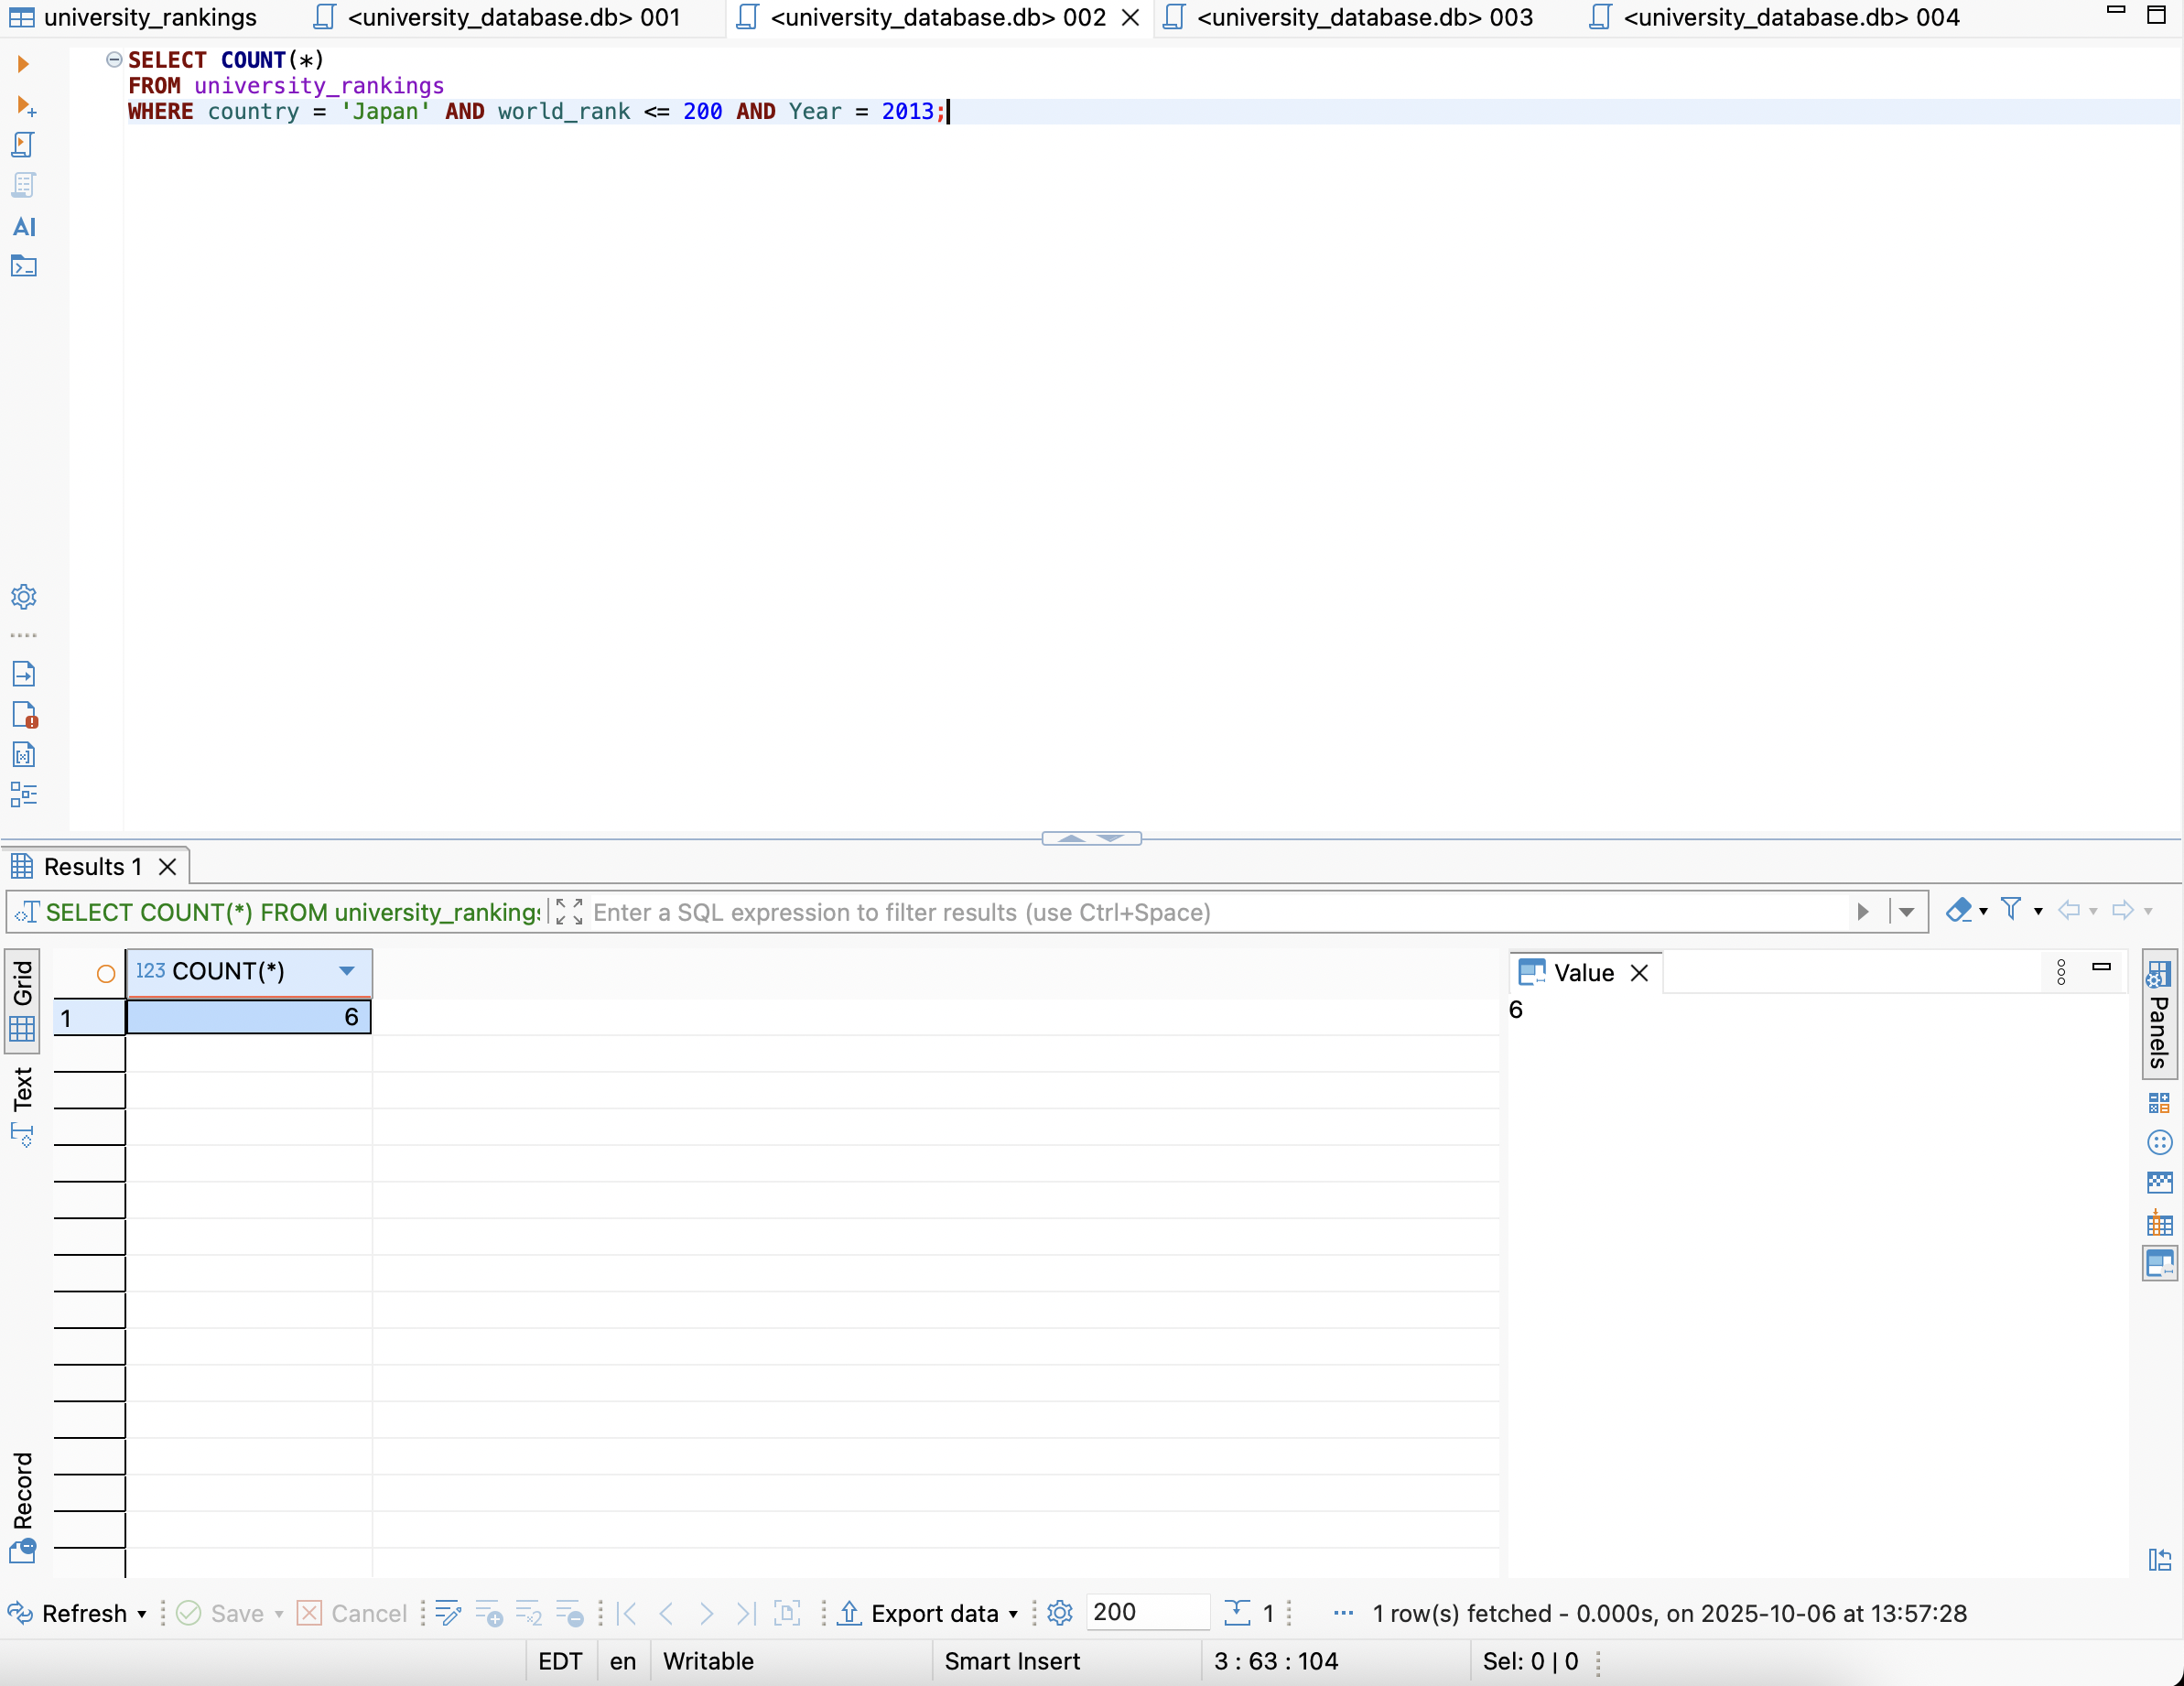 university_rankings
<university_database.db> 001
<university_database.db> 002
<university_database.db> 003
<university_database.db> 004
SELECT COUNT(*)
FROM university_rankings
WHERE country = 'Japan' AND world_rank <= 200 AND Year = 2013;
AI
Results 1
SELECT COUNT(*) FROM university_rankings
Enter a SQL expression to filter results (use Ctrl+Space)
Grid
Text
Record
123 COUNT(*)
1
6
Value
6
Panels
Refresh
Save
Cancel
Export data
200
1
··· 1 row(s) fetched - 0.000s, on 2025-10-06 at 13:57:28
EDT
en
Writable
Smart Insert
3 : 63 : 104
Sel: 0 | 0